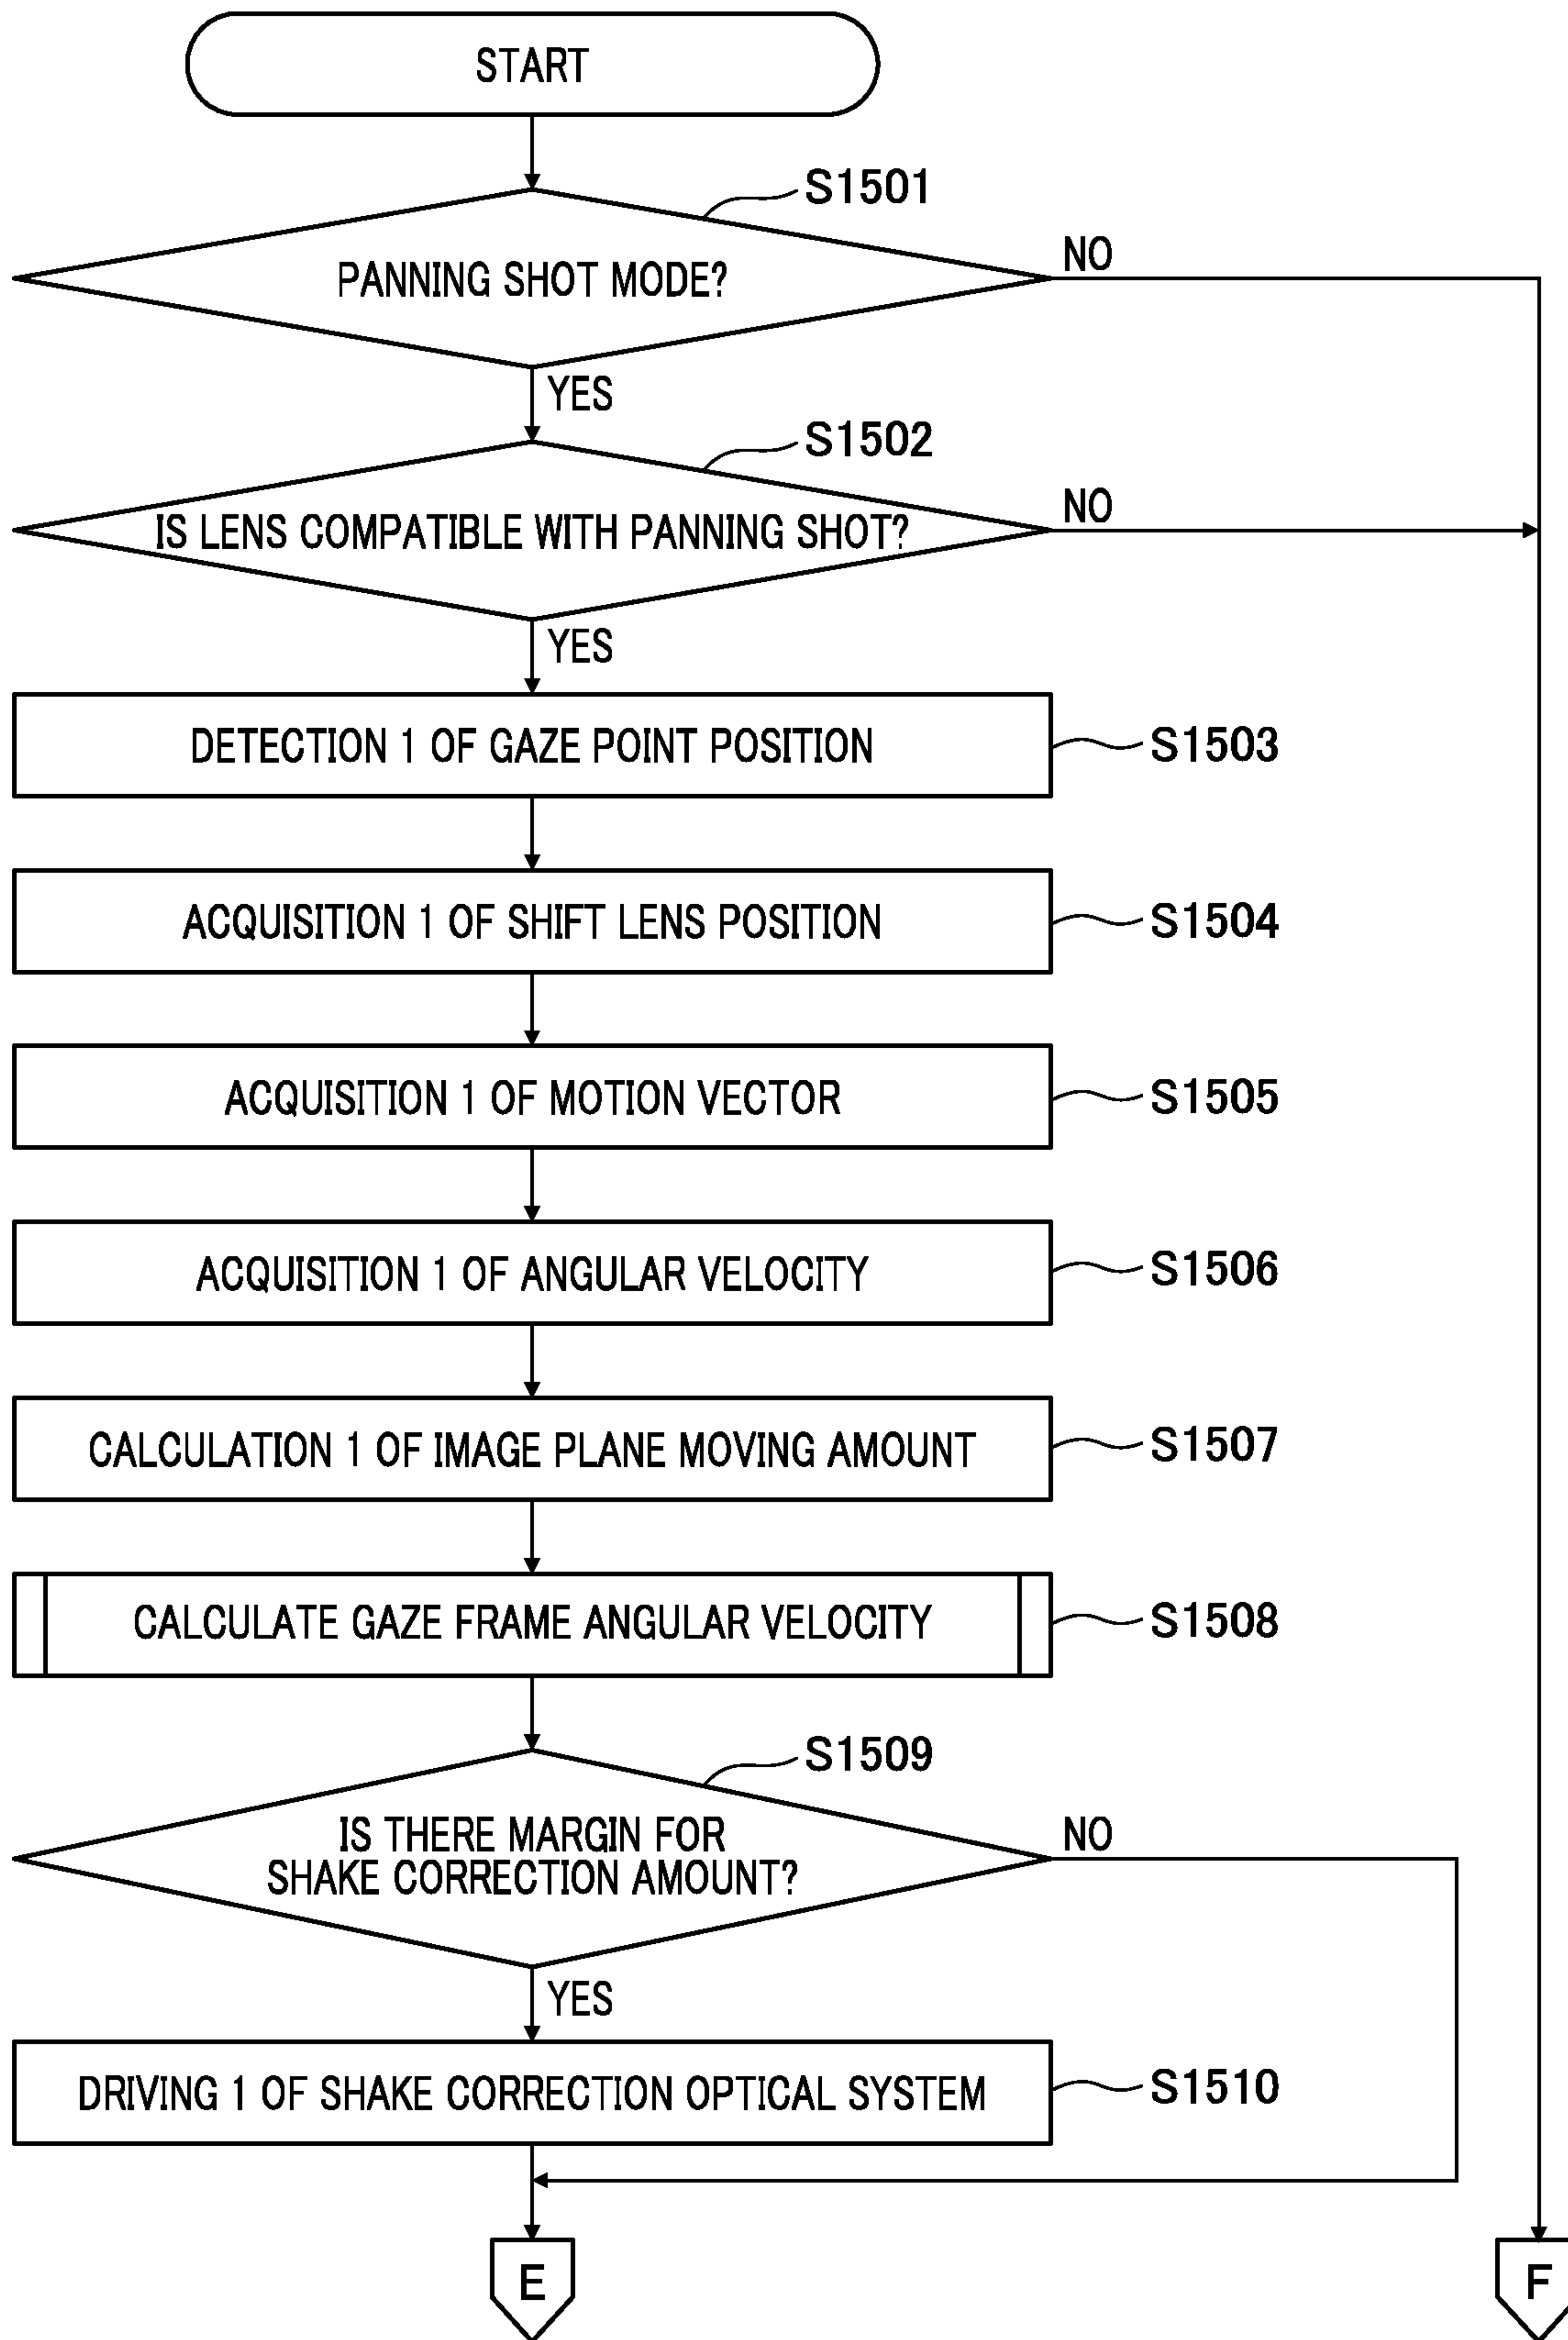 START
S1501
PANNING SHOT MODE?
NO
YES
S1502
IS LENS COMPATIBLE WITH PANNING SHOT?
NO
YES
DETECTION 1 OF GAZE POINT POSITION
S1503
ACQUISITION 1 OF SHIFT LENS POSITION
S1504
ACQUISITION 1 OF MOTION VECTOR
S1505
ACQUISITION 1 OF ANGULAR VELOCITY
S1506
CALCULATION 1 OF IMAGE PLANE MOVING AMOUNT
S1507
CALCULATE GAZE FRAME ANGULAR VELOCITY
S1508
S1509
IS THERE MARGIN FOR
SHAKE CORRECTION AMOUNT?
NO
YES
DRIVING 1 OF SHAKE CORRECTION OPTICAL SYSTEM
S1510
E
F